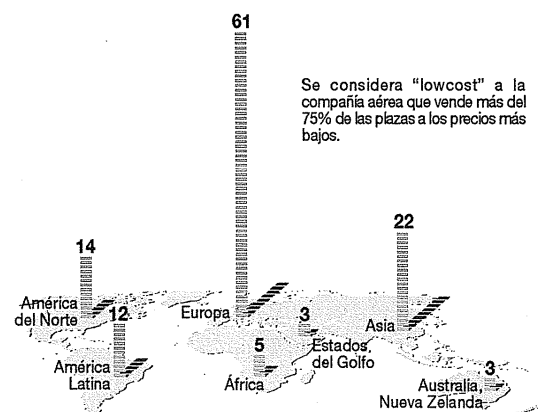 61
Se considera “lowcost” a la
compañía aérea que vende más del
75% de las plazas a los precios más
bajos.
22
14
América
del Norte
12
Europa
3
Asia
Estados
del Golfo
América
Latina
5
África
3
Australia,
Nueva Zelanda